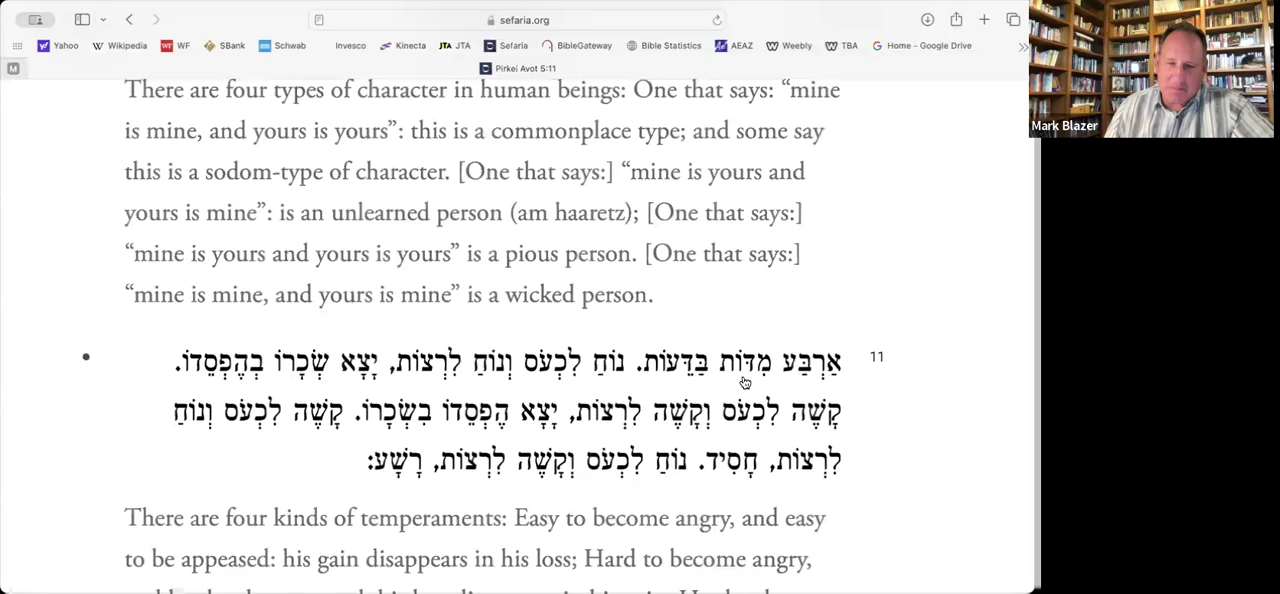 sefaria.org
Yahoo Wikipedia WF SBank Schwab Invesco Kinecta JTA JTA Sefaria BibleGateway Bible Statistics AEAZ Weebly TBA Home - Google Drive
M Pirkei Avot 5:11
Mark Blazer
There are four types of character in human beings: One that says: “mine
is mine, and yours is yours”: this is a commonplace type; and some say
this is a sodom-type of character. [One that says:] “mine is yours and
yours is mine”: is an unlearned person (am haaretz); [One that says:]
“mine is yours and yours is yours” is a pious person. [One that says:]
“mine is mine, and yours is mine” is a wicked person.
11
אַרְבַּע מִדּוֹת בַּדֵּעוֹת. נוֹחַ לִכְעֹס וְנוֹחַ לִרְצוֹת, יָצָא שְׂכָרוֹ בְהֶפְסֵדוֹ.
קָשֶׁה לִכְעֹס וְקָשֶׁה לִרְצוֹת, יָצָא הֶפְסֵדוֹ בִשְׂכָרוֹ. קָשֶׁה לִכְעֹס וְנוֹחַ
לִרְצוֹת, חָסִיד. נוֹחַ לִכְעֹס וְקָשֶׁה לִרְצוֹת, רָשָׁע:
There are four kinds of temperaments: Easy to become angry, and easy
to be appeased: his gain disappears in his loss; Hard to become angry,